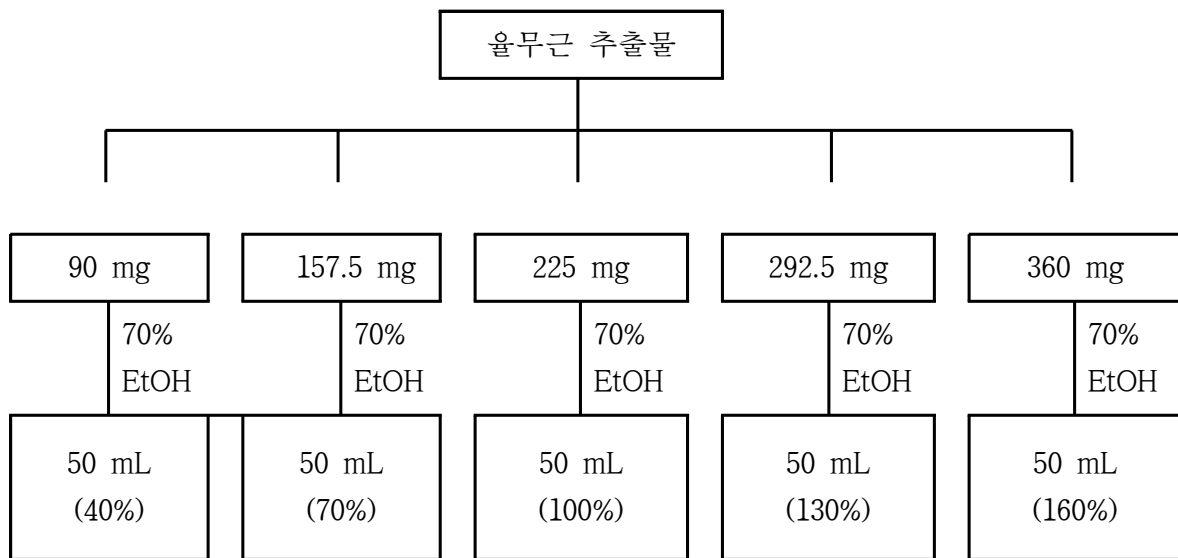 율무근 추출물
90 mg
157.5 mg
225 mg
292.5 mg
360 mg
70%
EtOH
70%
EtOH
70%
EtOH
70%
EtOH
70%
EtOH
50 mL
(40%)
50 mL
(70%)
50 mL
(100%)
50 mL
(130%)
50 mL
(160%)